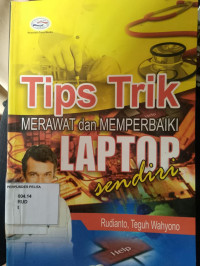 Tips Trik
MERAWAT dan MEMPERBAIKI
LAPTOP
sendiri
Rudianto, Teguh Wahyono
Help